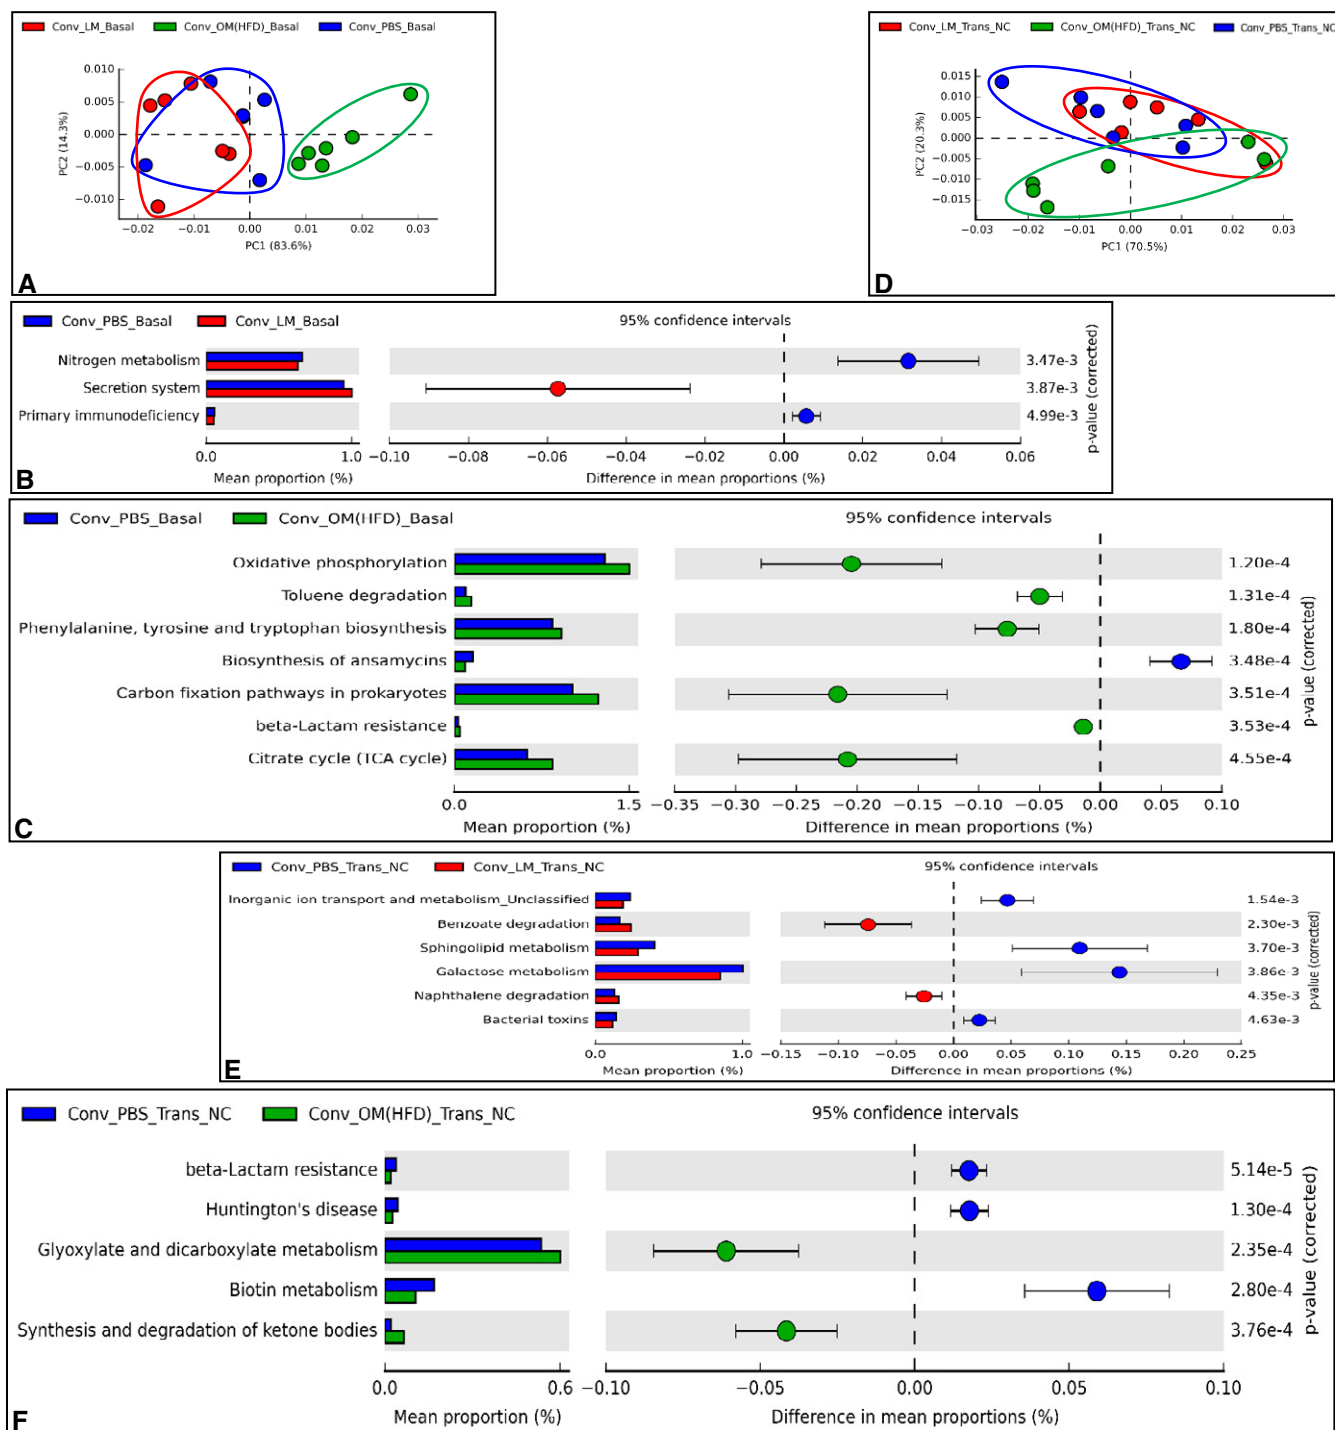 Conv_LM_Basal Conv_OM(HFD)_Basal Conv_PBS_Basal
0.010
0.005
0.000
−0.005
−0.010
PC2 (14.3%)
−0.02 −0.01 0.00 0.01 0.02 0.03
PC1 (83.6%)
A
Conv_LM_Trans_NC Conv_OM(HFD)_Trans_NC Conv_PBS_Trans_NC
0.015
0.010
0.005
0.000
−0.005
−0.010
−0.015
PC2 (20.3%)
−0.03 −0.02 −0.01 0.00 0.01 0.02 0.03
PC1 (70.5%)
D
Conv_PBS_Basal Conv_LM_Basal 95% confidence intervals
Nitrogen metabolism 3.47e-3
Secretion system 3.87e-3
Primary immunodeficiency 4.99e-3
p-value (corrected)
0.0 1.0 −0.10 −0.08 −0.06 −0.04 −0.02 0.00 0.02 0.04 0.06
Mean proportion (%) Difference in mean proportions (%)
B
Conv_PBS_Basal Conv_OM(HFD)_Basal 95% confidence intervals
Oxidative phosphorylation 1.20e-4
Toluene degradation 1.31e-4
Phenylalanine, tyrosine and tryptophan biosynthesis 1.80e-4
Biosynthesis of ansamycins 3.48e-4
Carbon fixation pathways in prokaryotes 3.51e-4
beta-Lactam resistance 3.53e-4
Citrate cycle (TCA cycle) 4.55e-4
p-value (corrected)
0.0 1.5 −0.35 −0.30 −0.25 −0.20 −0.15 −0.10 −0.05 0.00 0.05 0.10
Mean proportion (%) Difference in mean proportions (%)
C
Conv_PBS_Trans_NC Conv_LM_Trans_NC 95% confidence intervals
Inorganic ion transport and metabolism_Unclassified 1.54e-3
Benzoate degradation 2.30e-3
Sphingolipid metabolism 3.70e-3
Galactose metabolism 3.86e-3
Naphthalene degradation 4.35e-3
Bacterial toxins 4.63e-3
p-value (corrected)
0.0 1.0 −0.15 −0.10 −0.05 0.00 0.05 0.10 0.15 0.20 0.25
Mean proportion (%) Difference in mean proportions (%)
E
Conv_PBS_Trans_NC Conv_OM(HFD)_Trans_NC 95% confidence intervals
beta-Lactam resistance 5.14e-5
Huntington's disease 1.30e-4
Glyoxylate and dicarboxylate metabolism 2.35e-4
Biotin metabolism 2.80e-4
Synthesis and degradation of ketone bodies 3.76e-4
p-value (corrected)
0.0 0.6 −0.10 −0.05 0.00 0.05 0.10
Mean proportion (%) Difference in mean proportions (%)
F